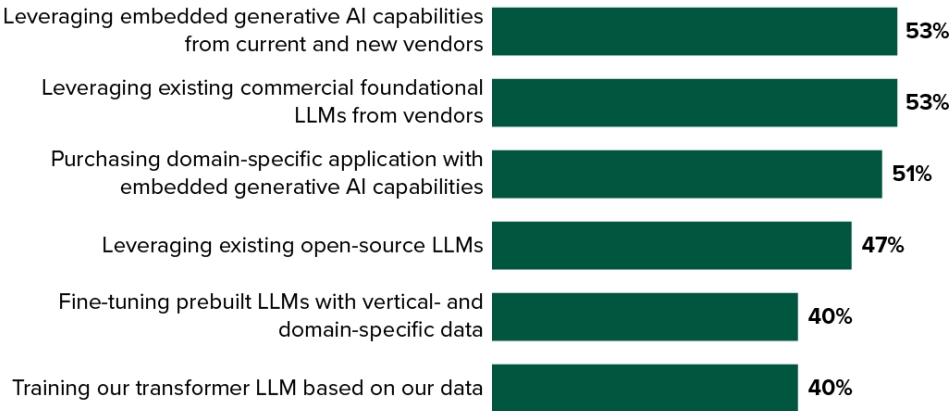 Leveraging embedded generative AI capabilities
from current and new vendors
53%
Leveraging existing commercial foundational
LLMs from vendors
53%
Purchasing domain-specific application with
embedded generative AI capabilities
51%
Leveraging existing open-source LLMs
47%
Fine-tuning prebuilt LLMs with vertical- and
domain-specific data
40%
Training our transformer LLM based on our data
40%